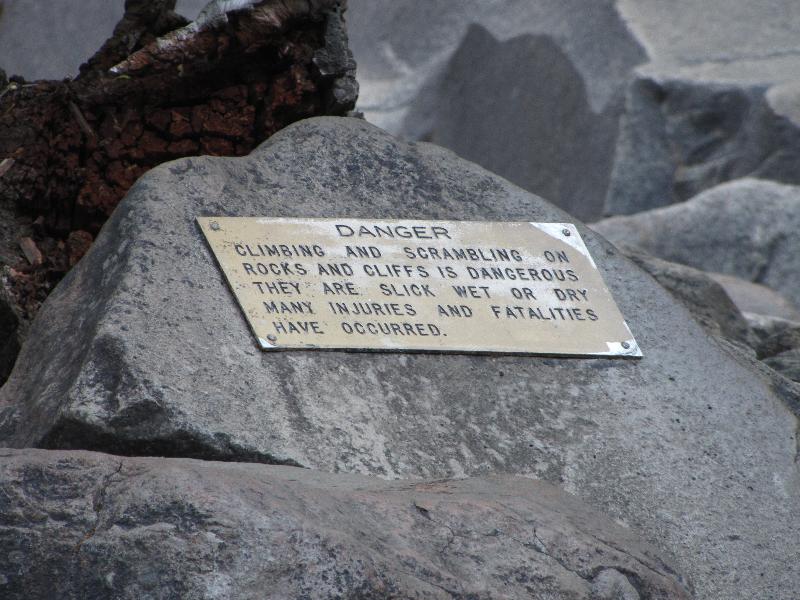 DANGER
CLIMBING AND SCRAMBLING ON
ROCKS AND CLIFFS IS DANGEROUS
THEY ARE SLICK WET OR DRY
MANY INJURIES AND FATALITIES
HAVE OCCURRED.